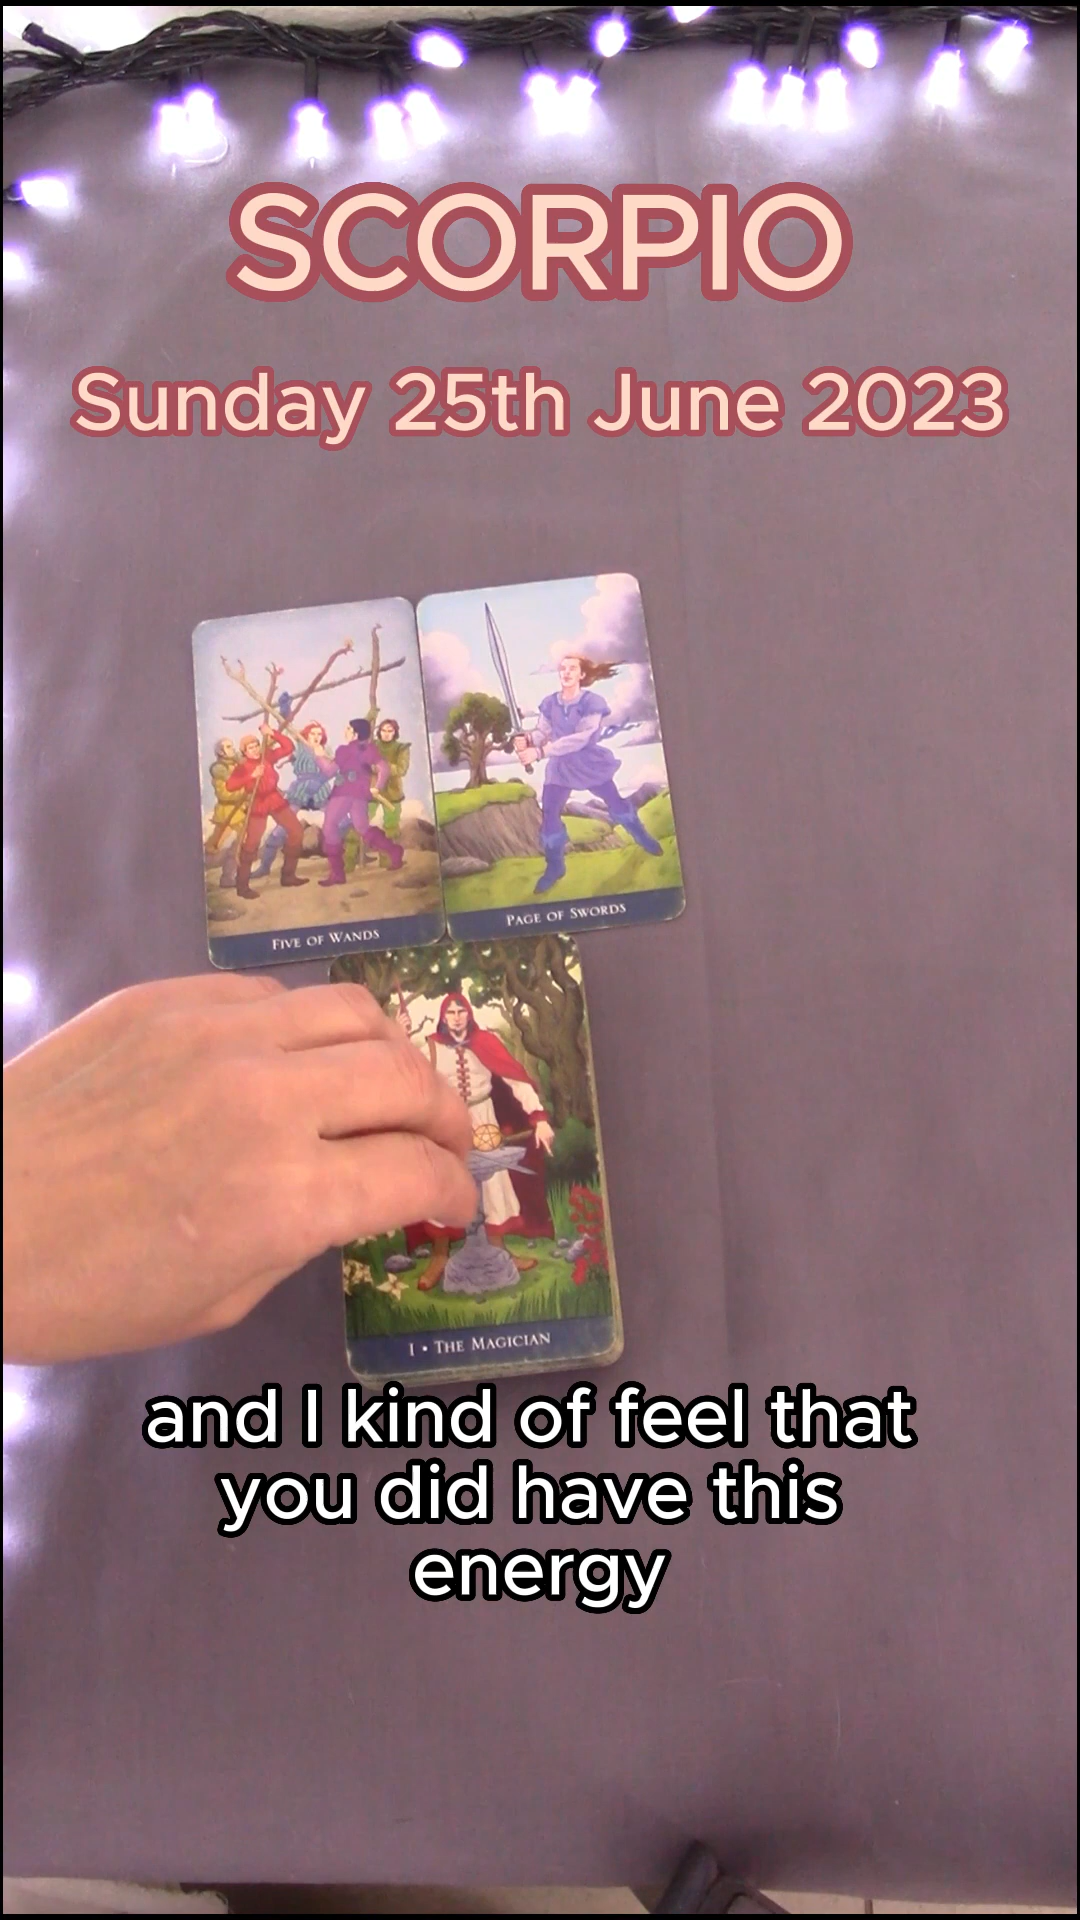 SCORPIO
Sunday 25th June 2023
FIVE OF WANDS
PAGE OF SWORDS
I • THE MAGICIAN
and I kind of feel that
you did have this
energy